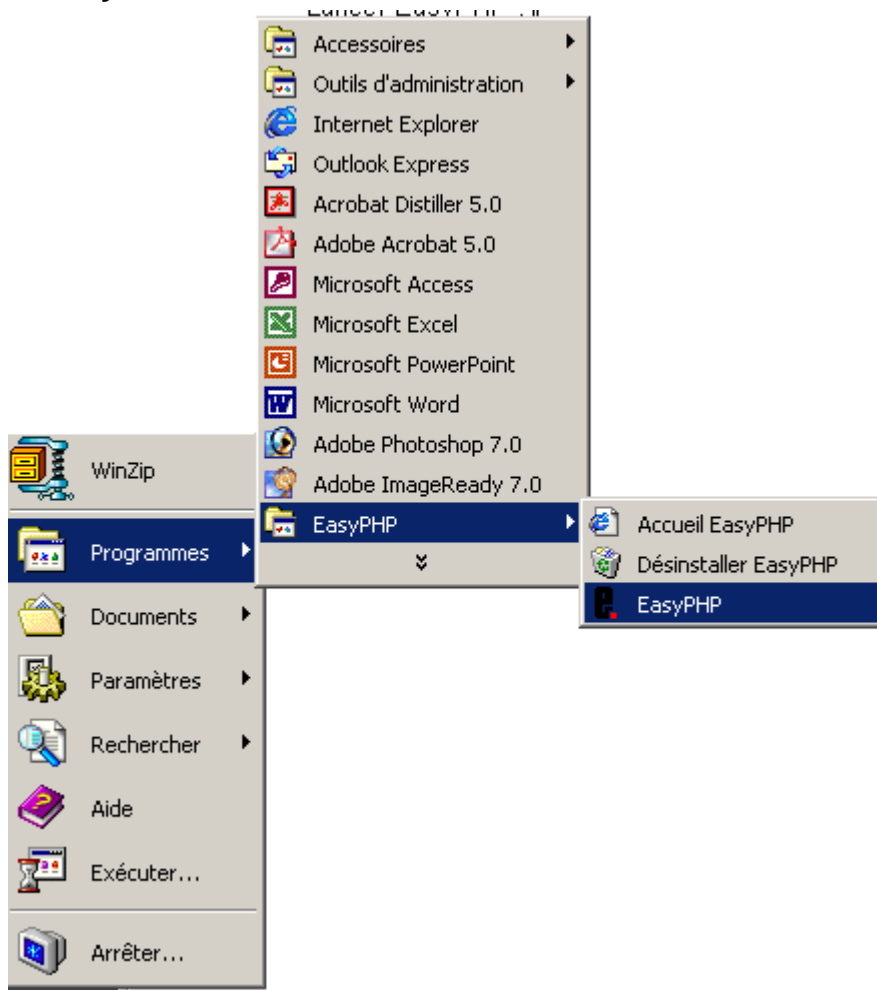 Accessoires
Outils d'administration
Internet Explorer
Outlook Express
Acrobat Distiller 5.0
Adobe Acrobat 5.0
Microsoft Access
Microsoft Excel
Microsoft PowerPoint
Microsoft Word
Adobe Photoshop 7.0
Adobe ImageReady 7.0
EasyPHP
Accueil EasyPHP
Désinstaller EasyPHP
EasyPHP
WinZip
Programmes
Documents
Paramètres
Rechercher
Aide
Exécuter...
Arrêter...